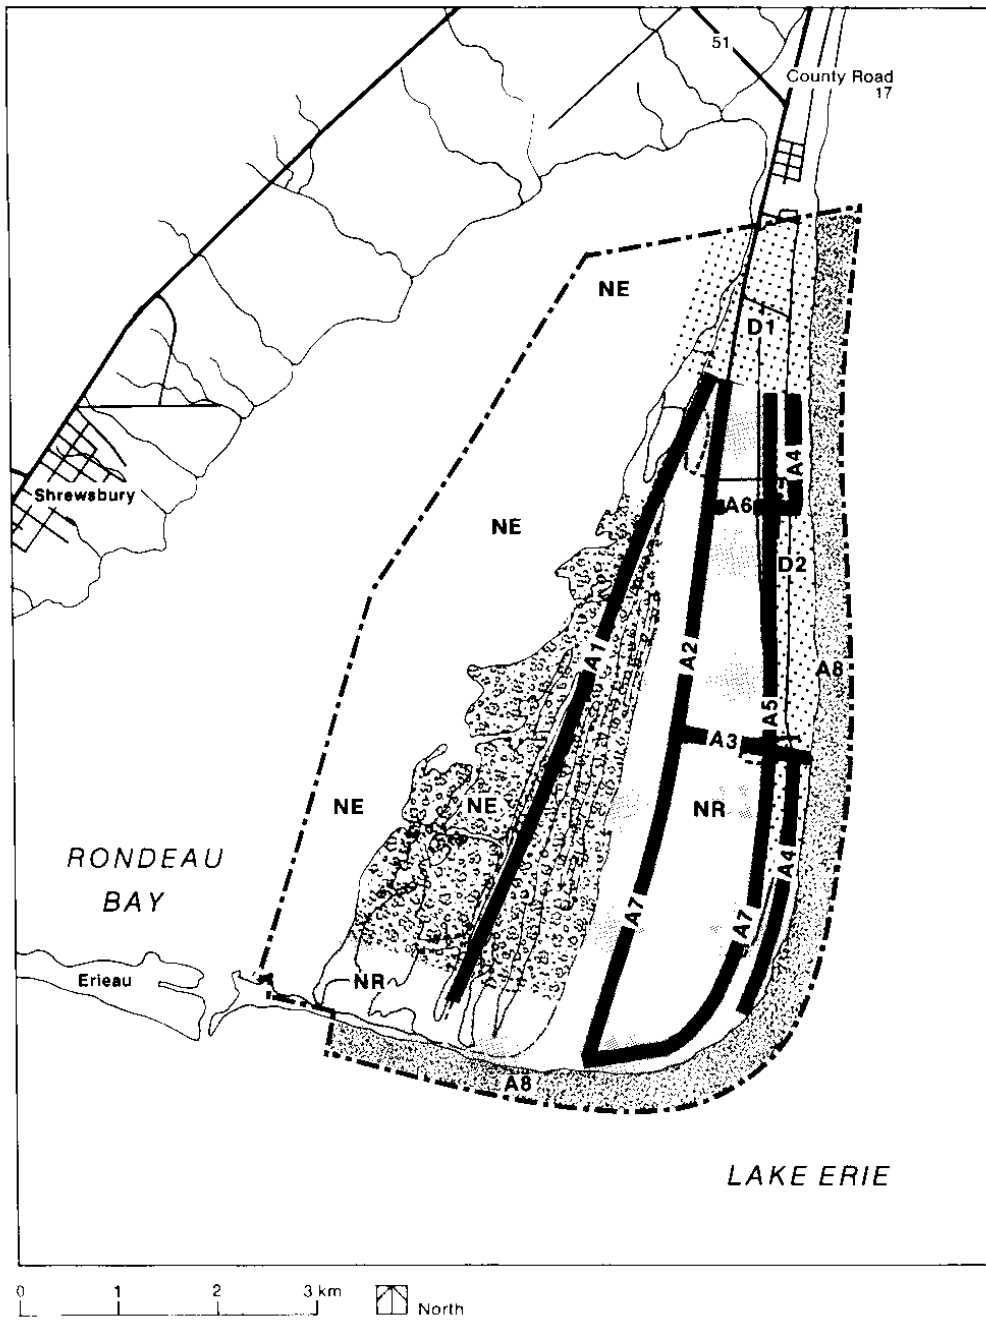 51
County Road
17
NE
D1
A4
Shrewsbury
NE
A6
D2
A1
A2
A8
A5
A3
NE
NE
NR
RONDEAU
BAY
A4
A7
A7
Erieau
NR
A8
LAKE ERIE
0 1 2 3 km
North